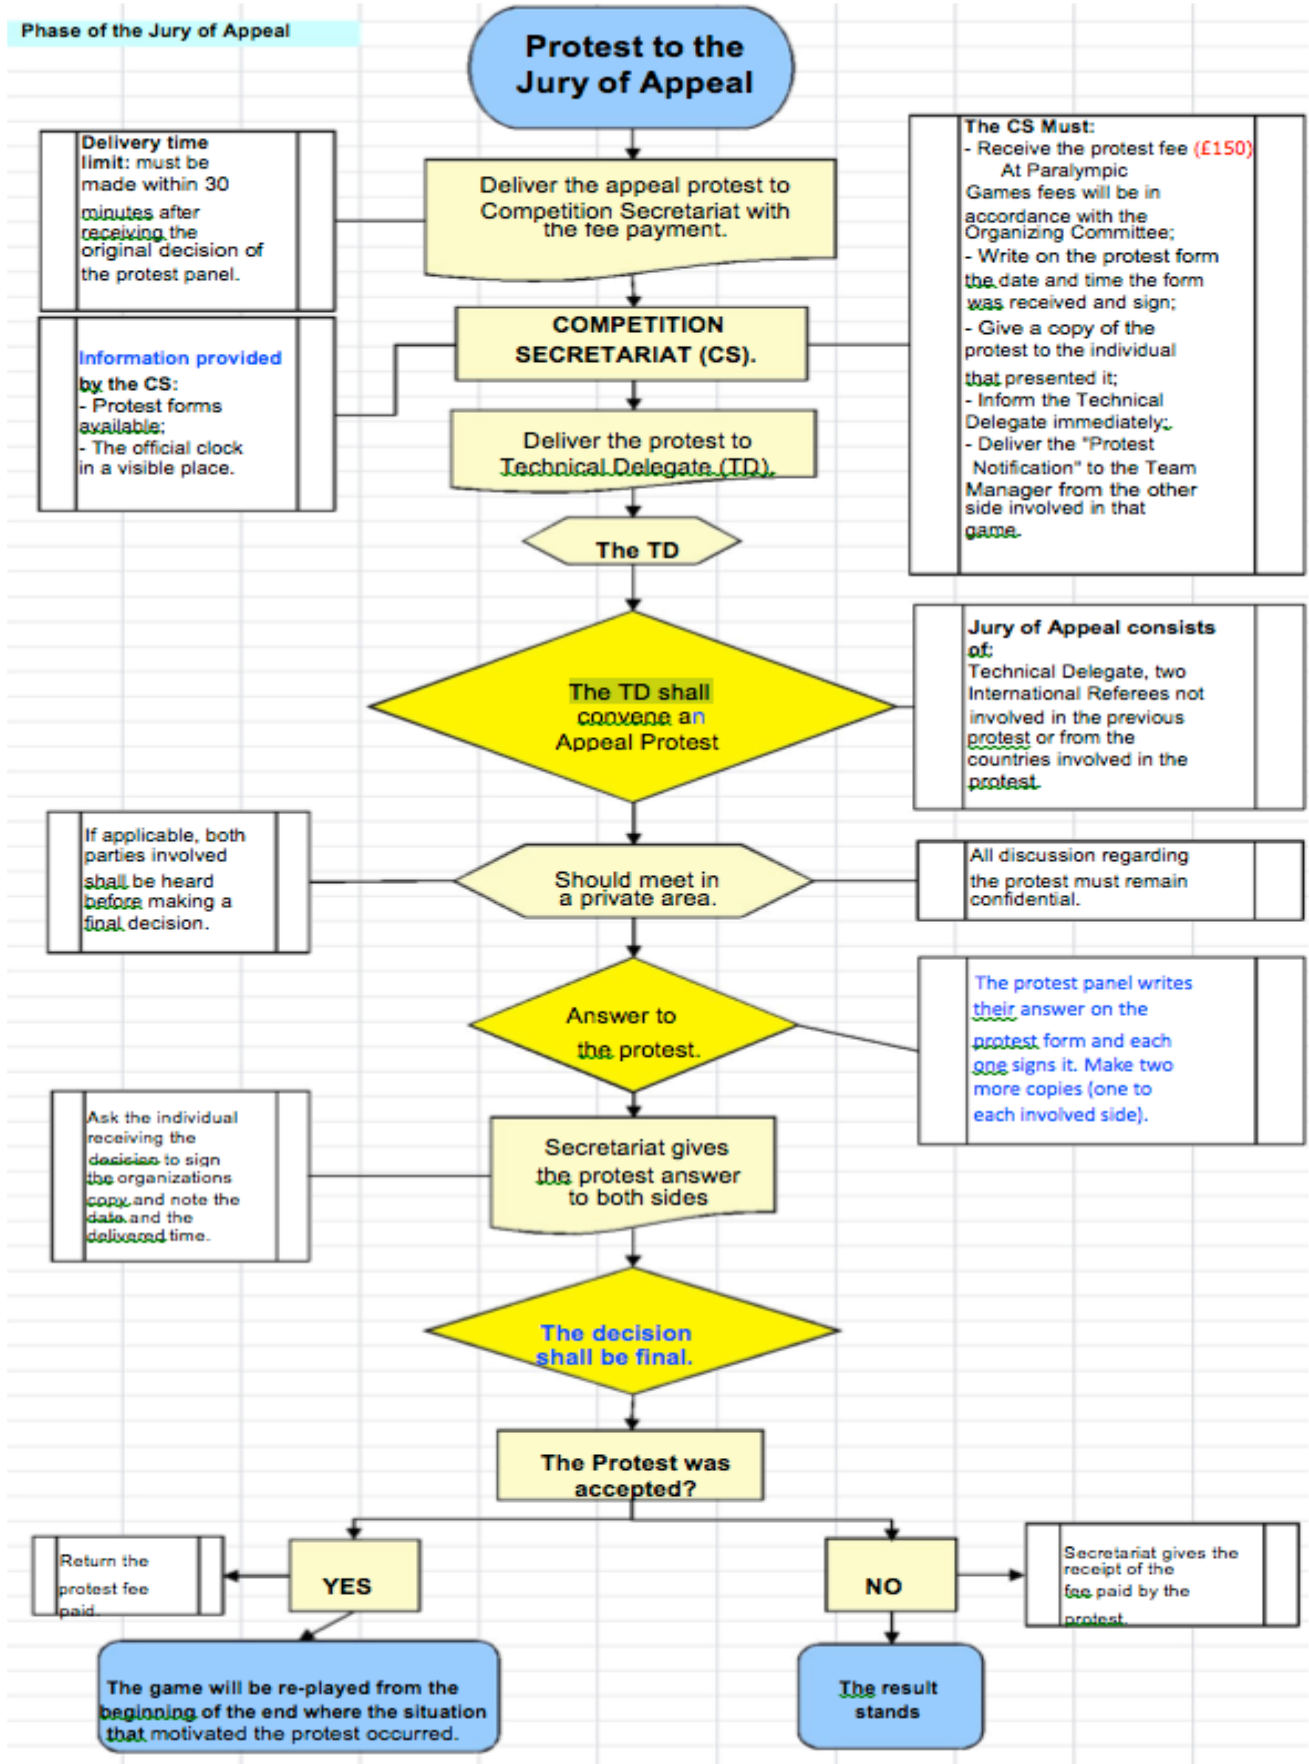 Phase of the Jury of Appeal
Protest to the
Jury of Appeal
Delivery time
limit: must be
made within 30
minutes after
receiving the
original decision of
the protest panel.
Deliver the appeal protest to
Competition Secretariat with
the fee payment.
The CS Must:
- Receive the protest fee (£150)
At Paralympic
Games fees will be in
accordance with the
Organizing Committee;
- Write on the protest form
the date and time the form
was received and sign;
- Give a copy of the
protest to the individual
that presented it;
- Inform the Technical
Delegate immediately;
- Deliver the "Protest
Notification" to the Team
Manager from the other
side involved in that
game.
Information provided
by the CS:
- Protest forms
available;
- The official clock
in a visible place.
COMPETITION
SECRETARIAT (CS).
Deliver the protest to
Technical Delegate (TD).
The TD
The TD shall
convene an
Appeal Protest
Jury of Appeal consists
of:
Technical Delegate, two
International Referees not
involved in the previous
protest or from the
countries involved in the
protest.
If applicable, both
parties involved
shall be heard
before making a
final decision.
Should meet in
a private area.
All discussion regarding
the protest must remain
confidential.
Answer to
the protest.
The protest panel writes
their answer on the
protest form and each
one signs it. Make two
more copies (one to
each involved side).
Ask the individual
receiving the
decision to sign
the organizations
copy and note the
date and the
delivered time.
Secretariat gives
the protest answer
to both sides
The decision
shall be final.
The Protest was
accepted?
Return the
protest fee
paid.
YES
NO
Secretariat gives the
receipt of the
fee paid by the
protest.
The game will be re-played from the
beginning of the end where the situation
that motivated the protest occurred.
The result
stands